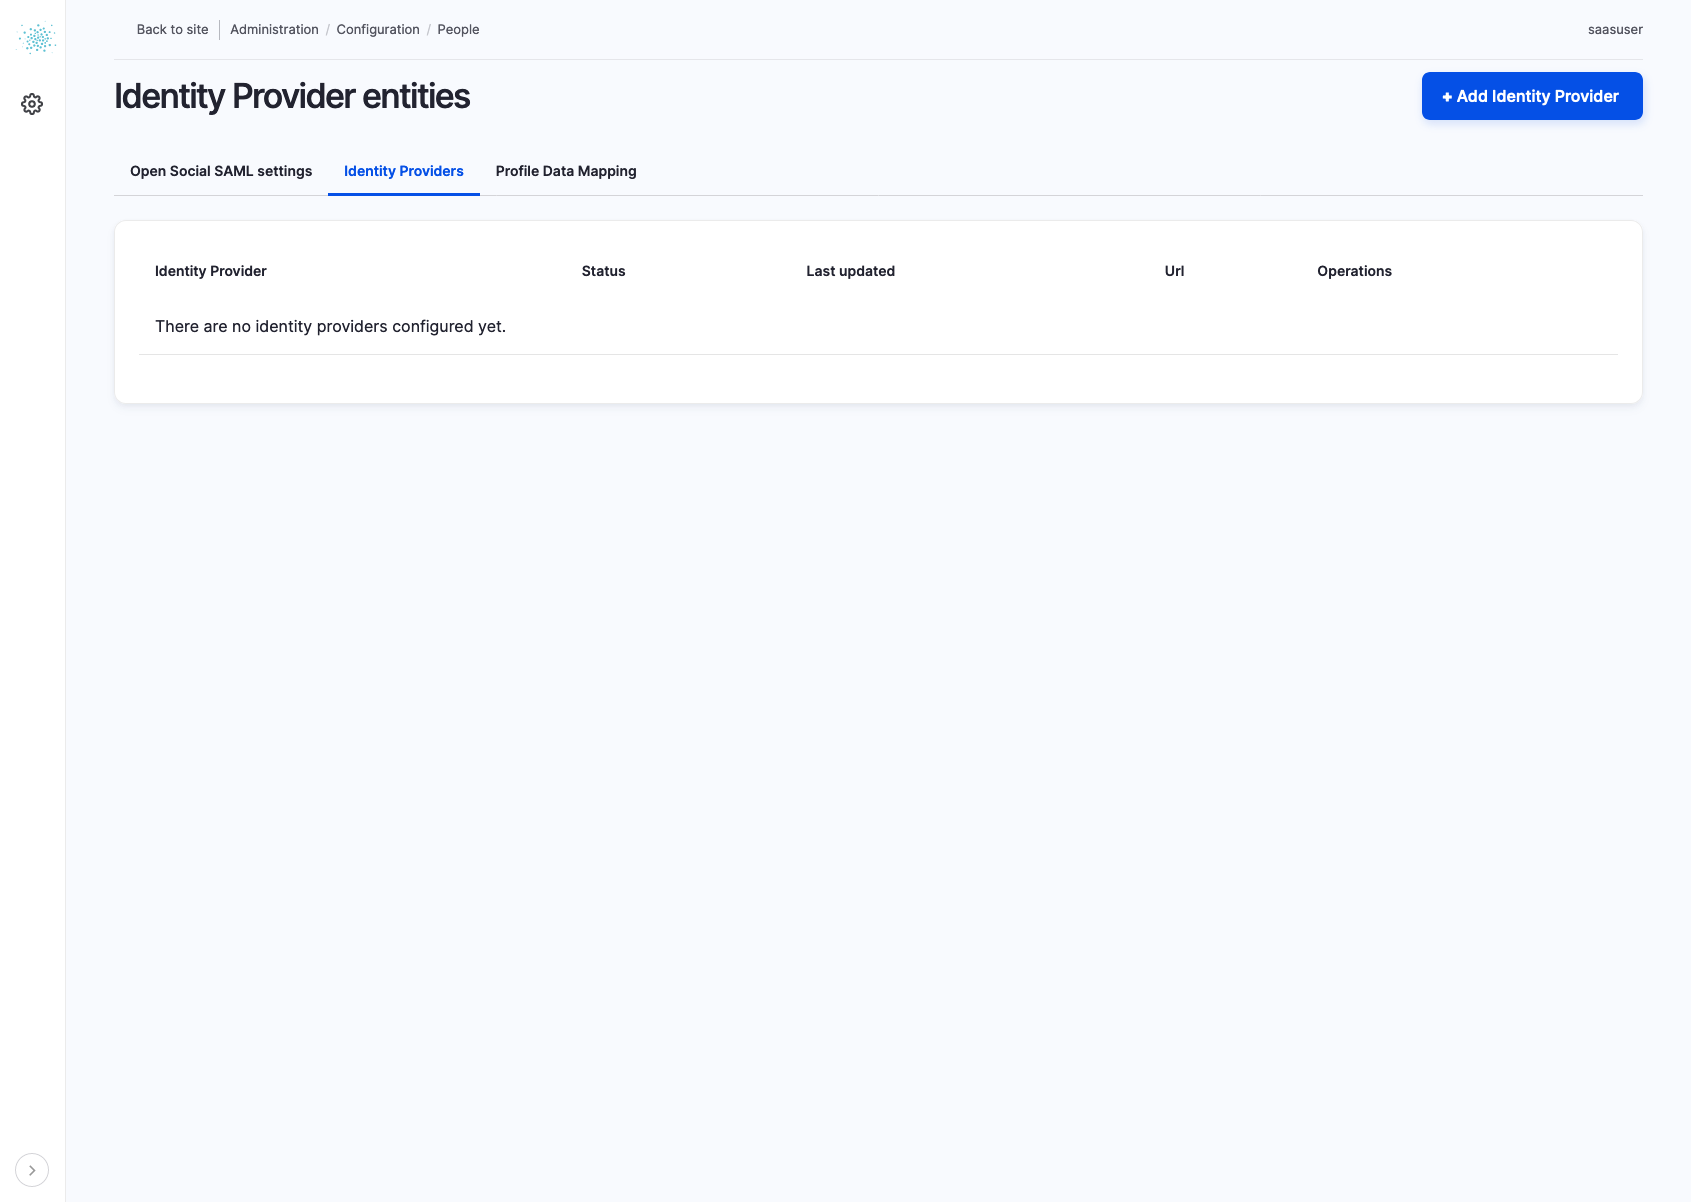 Back to site Administration / Configuration / People saasuser
Identity Provider entities
+ Add Identity Provider
Open Social SAML settings Identity Providers Profile Data Mapping
Identity Provider Status Last updated Url Operations
There are no identity providers configured yet.